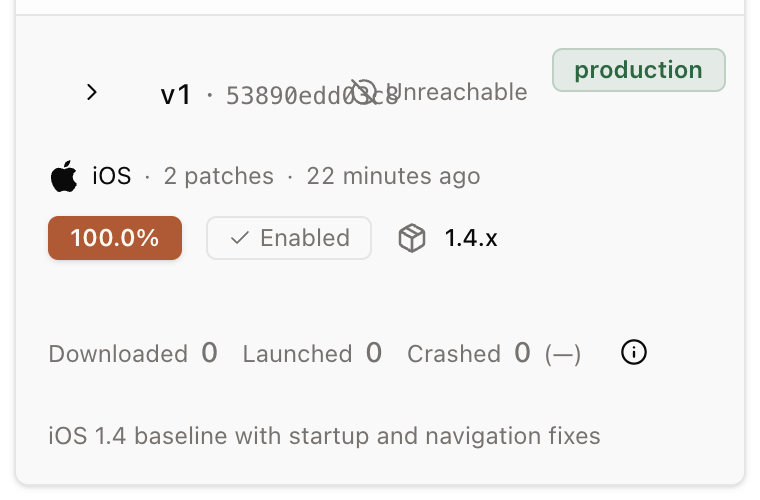 production
v1 · 53890edd03c8 Unreachable
iOS · 2 patches · 22 minutes ago
100.0% Enabled 1.4.x
Downloaded 0 Launched 0 Crashed 0 (—)
iOS 1.4 baseline with startup and navigation fixes